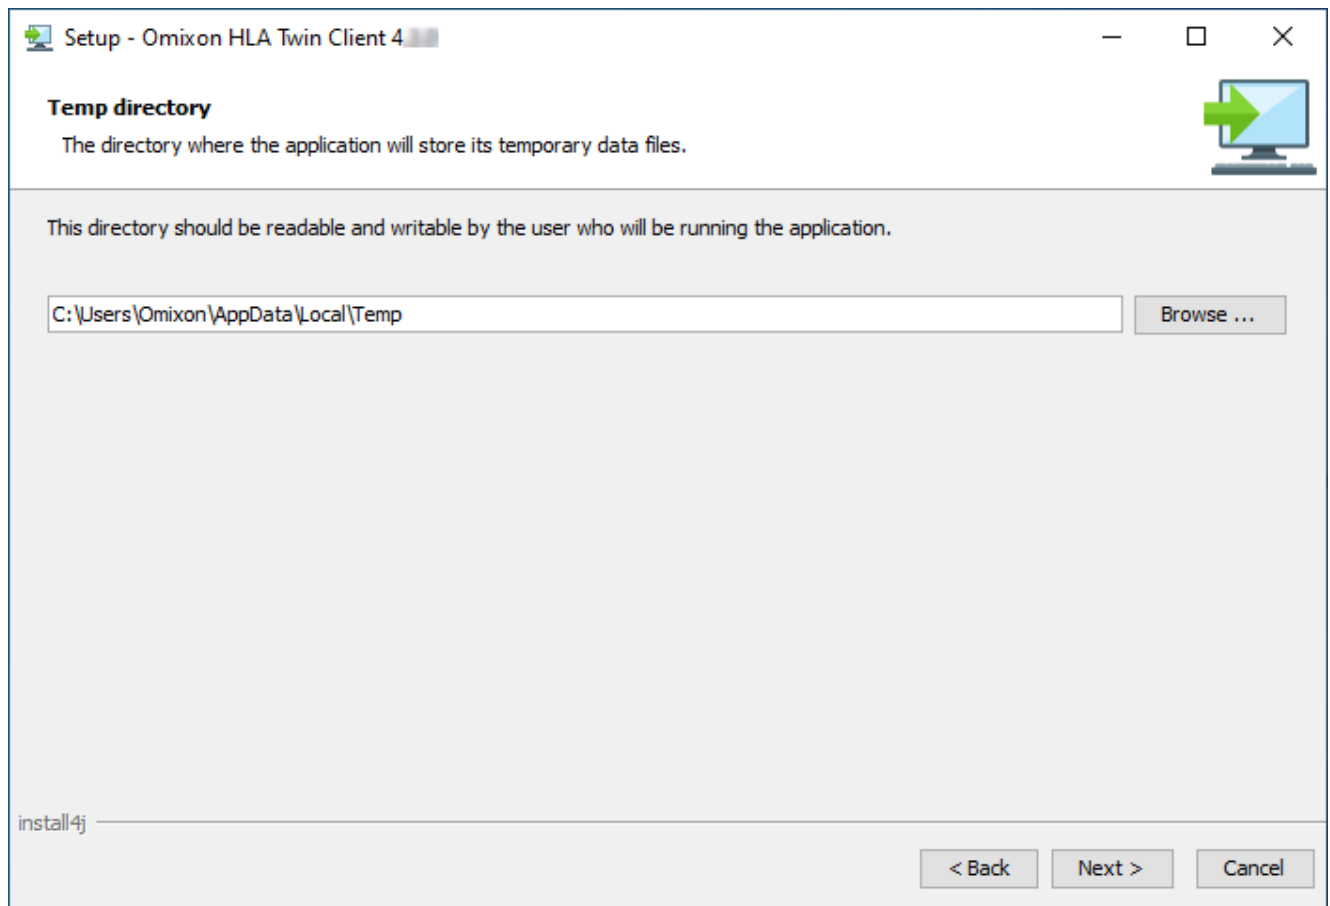 Setup - Omixon HLA Twin Client 4
Temp directory
The directory where the application will store its temporary data files.
This directory should be readable and writable by the user who will be running the application.
C:\Users\Omixon\AppData\Local\Temp
Browse ...
install4j
< Back
Next >
Cancel